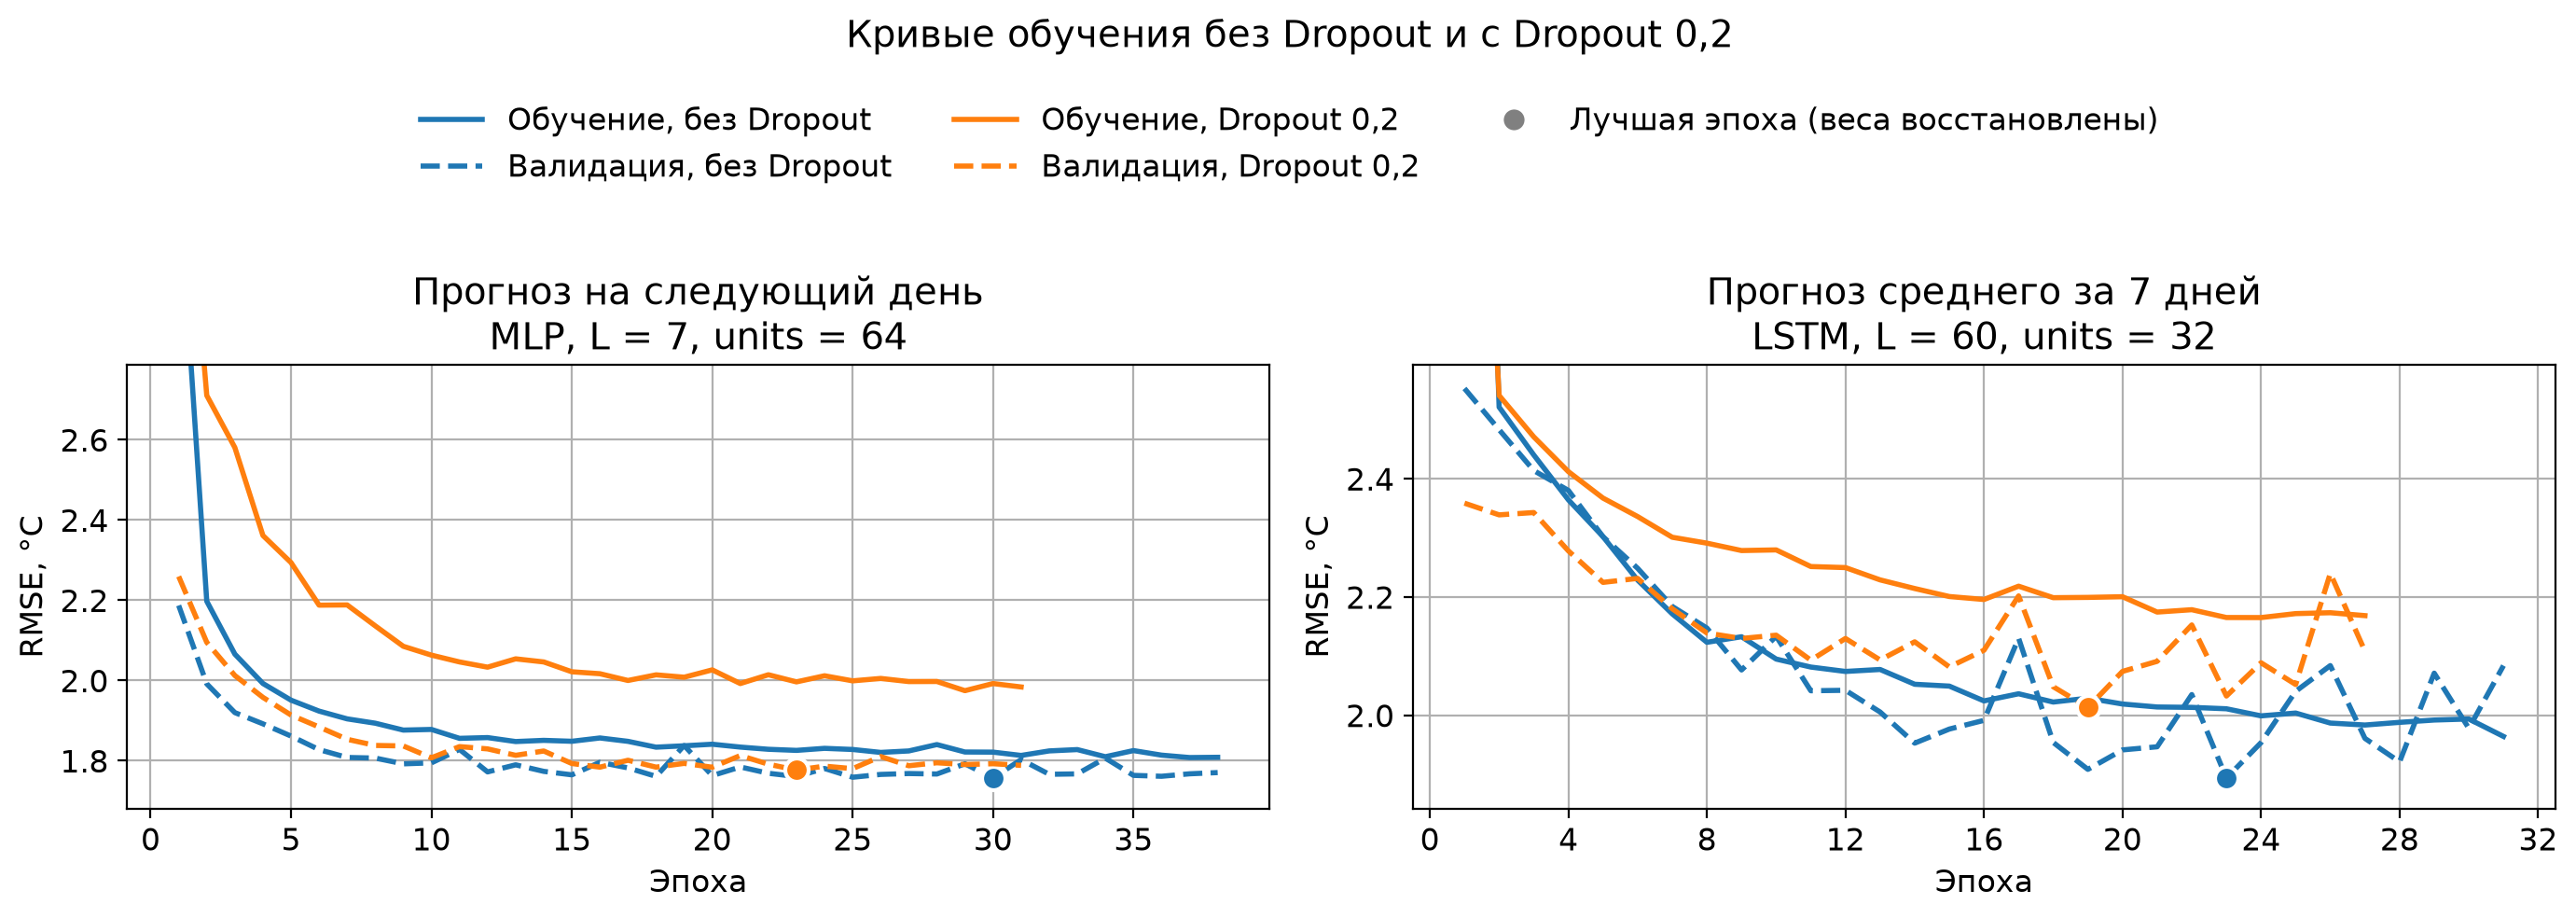 Кривые обучения без Dropout и с Dropout 0,2
Обучение, без Dropout
Валидация, без Dropout
Обучение, Dropout 0,2
Валидация, Dropout 0,2
Лучшая эпоха (веса восстановлены)
Прогноз на следующий день
MLP, L = 7, units = 64
RMSE, °C
2.6
2.4
2.2
2.0
1.8
0 5 10 15 20 25 30 35
Эпоха
Прогноз среднего за 7 дней
LSTM, L = 60, units = 32
RMSE, °C
2.4
2.2
2.0
0 4 8 12 16 20 24 28 32
Эпоха